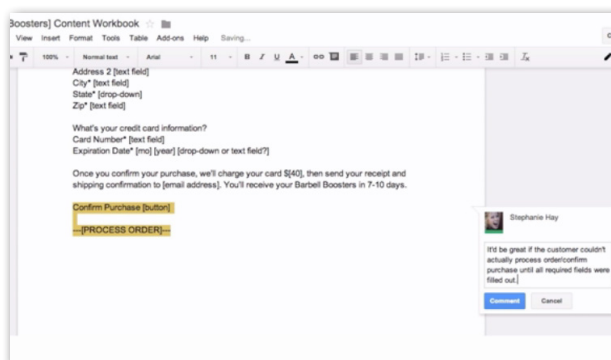 Boosters] Content Workbook
View Insert Format Tools Table Add-ons Help Saving...
100% Normal text Arial 11 B I U A
Address 2 [text field]
City* [text field]
State* [drop-down]
Zip* [text field]
What's your credit card information?
Card Number* [text field]
Expiration Date* [mo] [year] [drop-down or text field?]
Once you confirm your purchase, we'll charge your card $[40], then send your receipt and
shipping confirmation to [email address]. You'll receive your Barbell Boosters in 7-10 days.
Confirm Purchase [button]
---[PROCESS ORDER]---
Stephanie Hay
It'd be great if the customer couldn't
actually process order/confirm
purchase until all required fields were
filled out.
Comment Cancel